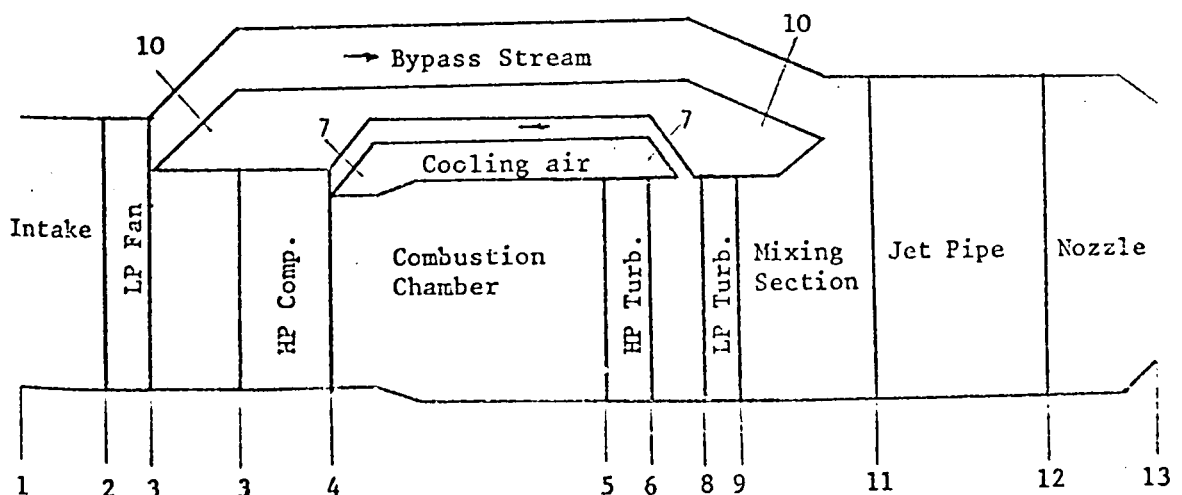 10
10
→ Bypass Stream
7
7
Cooling air
Intake
LP Fan
HP Comp.
Combustion
Chamber
HP Turb.
LP Turb.
Mixing
Section
Jet Pipe
Nozzle
1 2 3 3 4 5 6 8 9 11 12 13